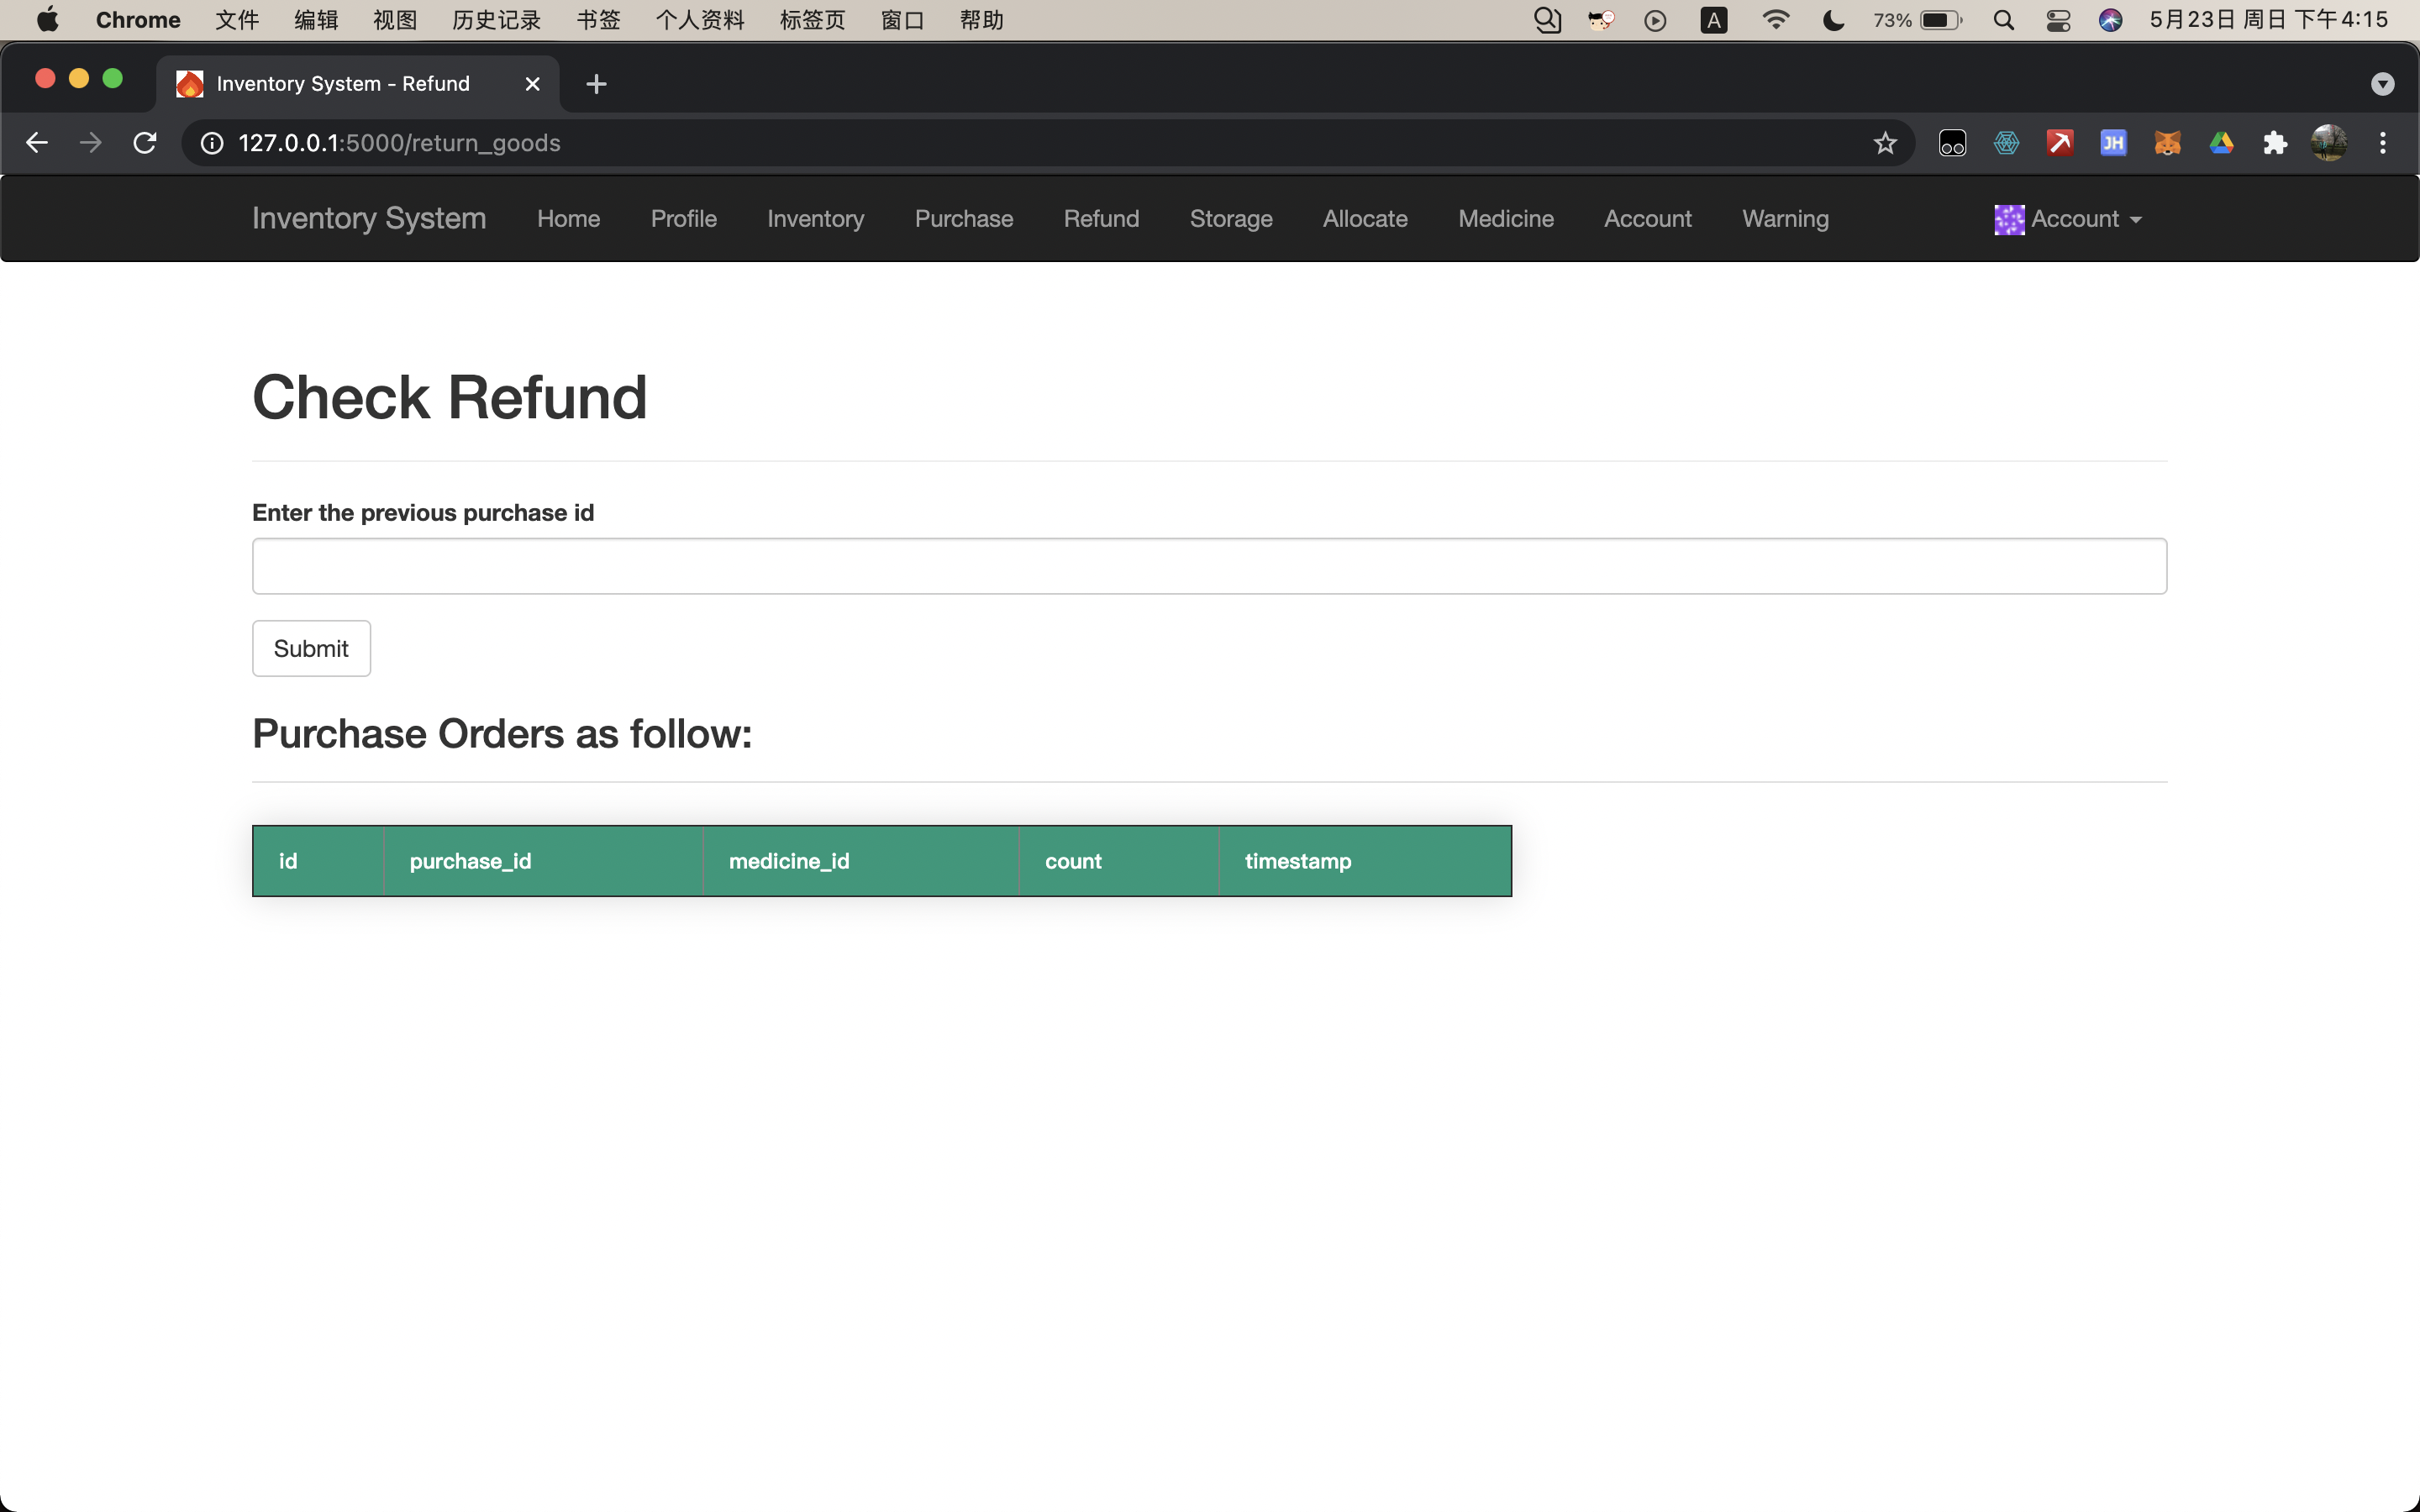 Chrome 文件 编辑 视图 历史记录 书签 个人资料 标签页 窗口 帮助 A 73% 5月23日 周日 下午4:15
Inventory System - Refund
127.0.0.1:5000/return_goods JH
Inventory System Home Profile Inventory Purchase Refund Storage Allocate Medicine Account Warning Account
Check Refund
Enter the previous purchase id
Submit
Purchase Orders as follow:
id purchase_id medicine_id count timestamp